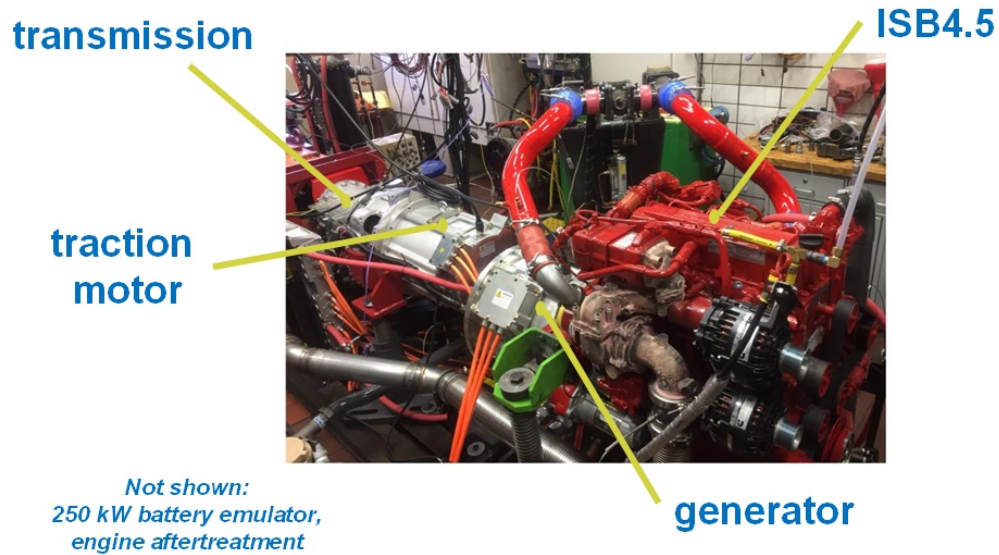 transmission
ISB4.5
traction
motor
generator
Not shown:
250 kW battery emulator,
engine aftertreatment